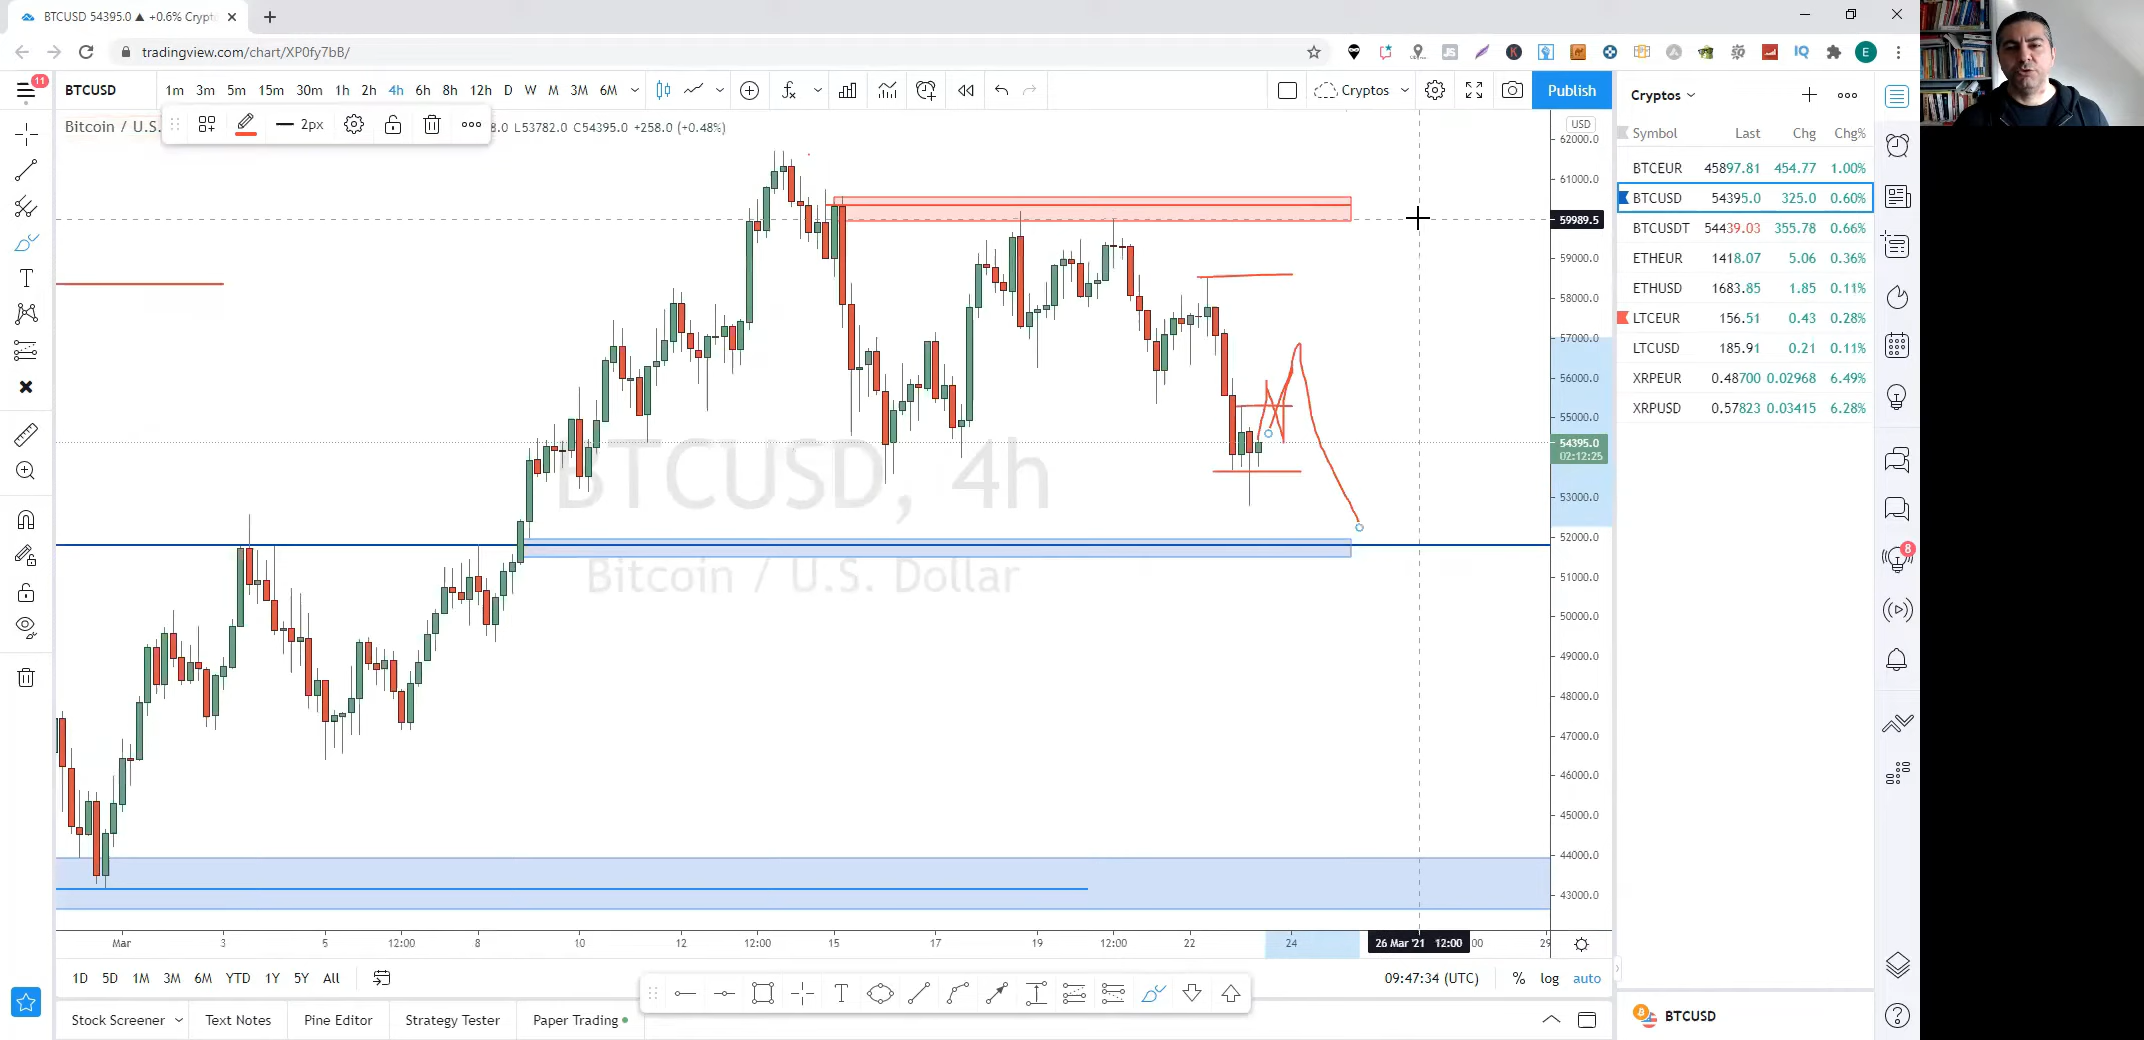 BTCUSD 54395.0 ▲ +0.6% Crypt
tradingview.com/chart/XP0fy7bB/
11
BTCUSD 1m 3m 5m 15m 30m 1h 2h 4h 6h 8h 12h D W M 3M 6M Cryptos Publish
Bitcoin / U.S. 2px 8.0 L53782.0 C54395.0 +258.0 (+0.48%)
USD
62000.0
61000.0
59989.5
59000.0
58000.0
57000.0
56000.0
55000.0
54395.0
02:12:25
53000.0
52000.0
51000.0
50000.0
49000.0
48000.0
47000.0
46000.0
45000.0
44000.0
43000.0
BTCUSD, 4h
Bitcoin / U.S. Dollar
Mar 3 5 12:00 8 10 12 12:00 15 17 19 12:00 22 24 26 Mar '21 12:00 :00 29
1D 5D 1M 3M 6M YTD 1Y 5Y All 09:47:34 (UTC) % log auto
Stock Screener Text Notes Pine Editor Strategy Tester Paper Trading
Cryptos
Symbol Last Chg Chg%
BTCEUR 45897.81 454.77 1.00%
BTCUSD 54395.0 325.0 0.60%
BTCUSDT 54439.03 355.78 0.66%
ETHEUR 1418.07 5.06 0.36%
ETHUSD 1683.85 1.85 0.11%
LTCEUR 156.51 0.43 0.28%
LTCUSD 185.91 0.21 0.11%
XRPEUR 0.48700 0.02968 6.49%
XRPUSD 0.57823 0.03415 6.28%
8
BTCUSD